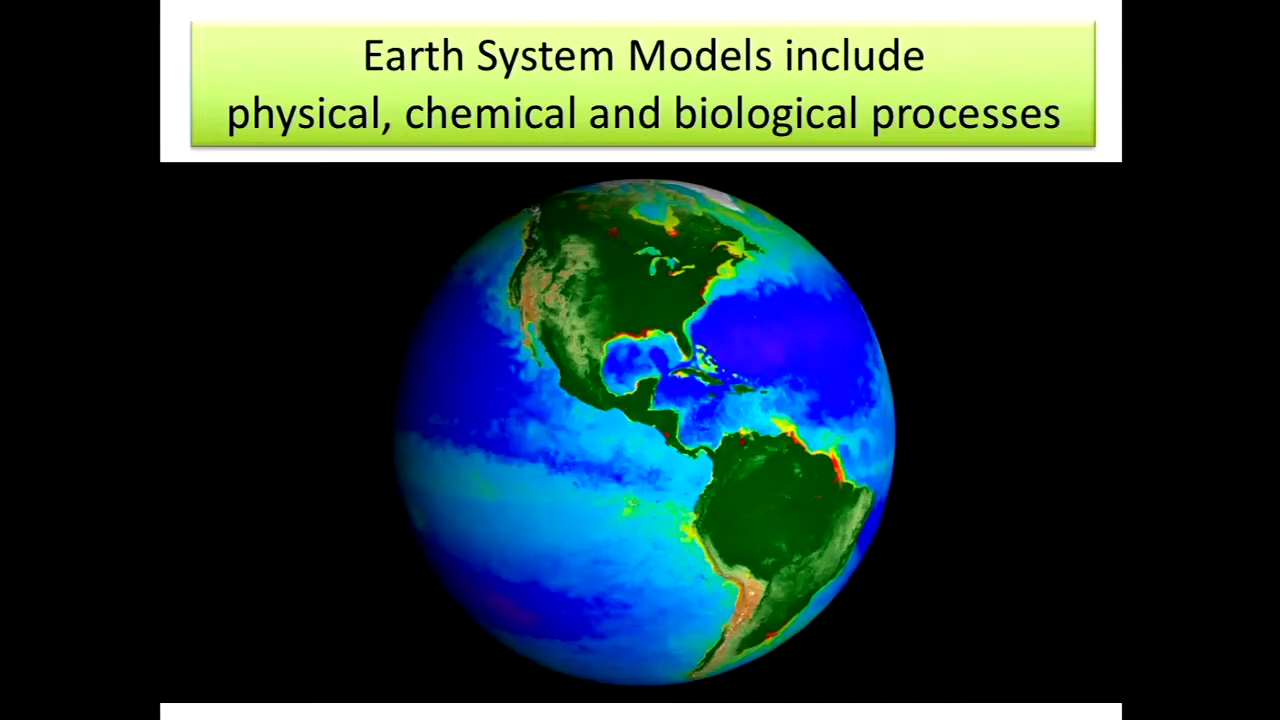 Earth System Models include
physical, chemical and biological processes